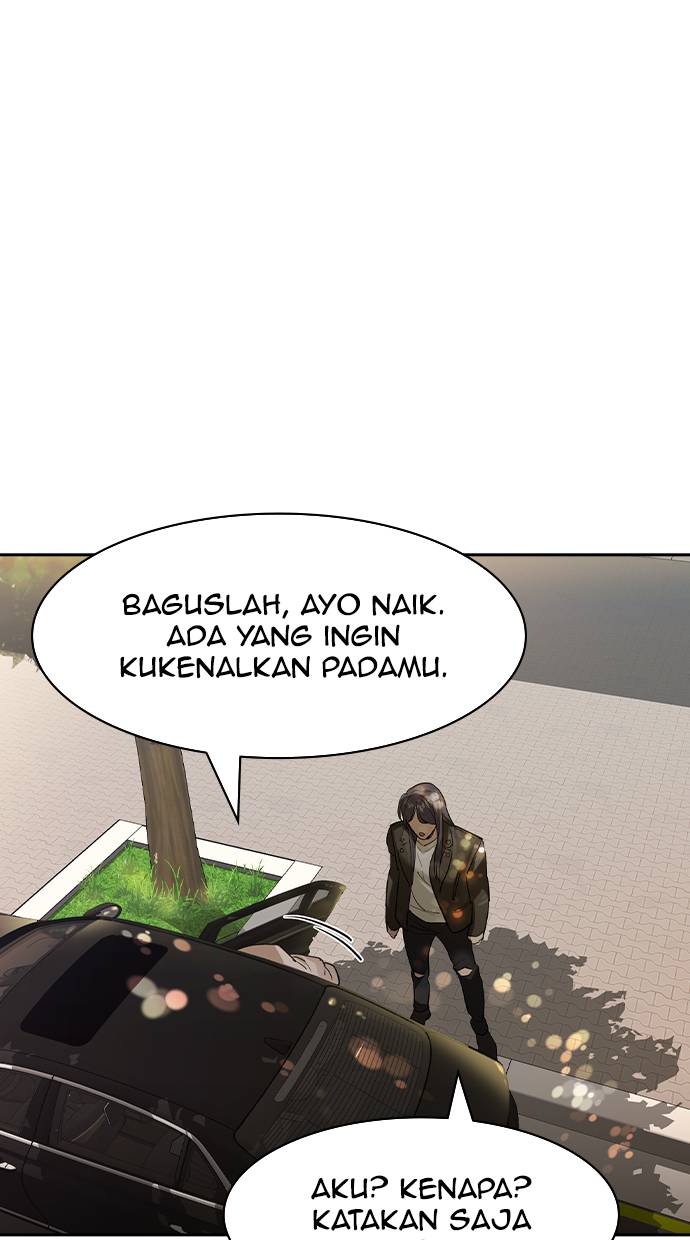 BAGUSLAH, AYO NAIK.
ADA YANG INGIN
KUKENALKAN PADAMU.
AKU? KENAPA?
KATAKAN SAJA